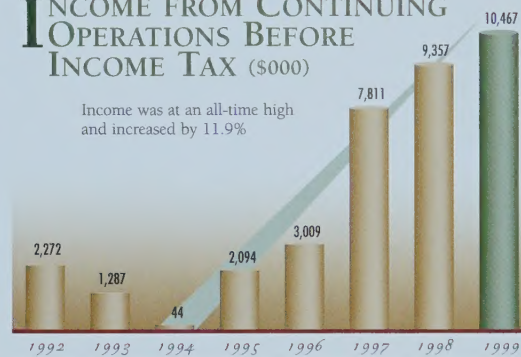 INCOME FROM CONTINUING
OPERATIONS BEFORE
INCOME TAX ($000)
Income was at an all-time high
and increased by 11.9%
2,272
1,287
44
2,094
3,009
7,811
9,357
10,467
1992 1993 1994 1995 1996 1997 1998 1999